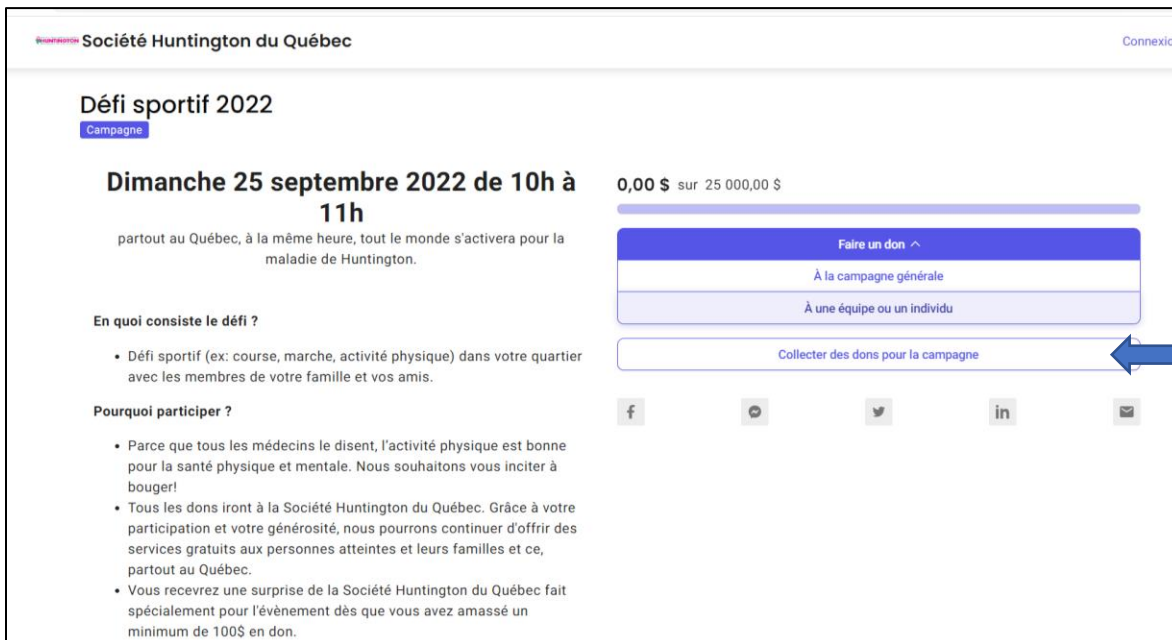 HUNTINGTON Société Huntington du Québec
Connexio
Défi sportif 2022
Campagne
Dimanche 25 septembre 2022 de 10h à
11h
partout au Québec, à la même heure, tout le monde s'activera pour la
maladie de Huntington.
En quoi consiste le défi ?
• Défi sportif (ex: course, marche, activité physique) dans votre quartier
avec les membres de votre famille et vos amis.
Pourquoi participer ?
• Parce que tous les médecins le disent, l'activité physique est bonne
pour la santé physique et mentale. Nous souhaitons vous inciter à
bouger!
• Tous les dons iront à la Société Huntington du Québec. Grâce à votre
participation et votre générosité, nous pourrons continuer d'offrir des
services gratuits aux personnes atteintes et leurs familles et ce,
partout au Québec.
• Vous recevrez une surprise de la Société Huntington du Québec fait
spécialement pour l'évènement dès que vous avez amassé un
minimum de 100$ en don.
0,00 $ sur 25 000,00 $
Faire un don
À la campagne générale
À une équipe ou un individu
Collecter des dons pour la campagne